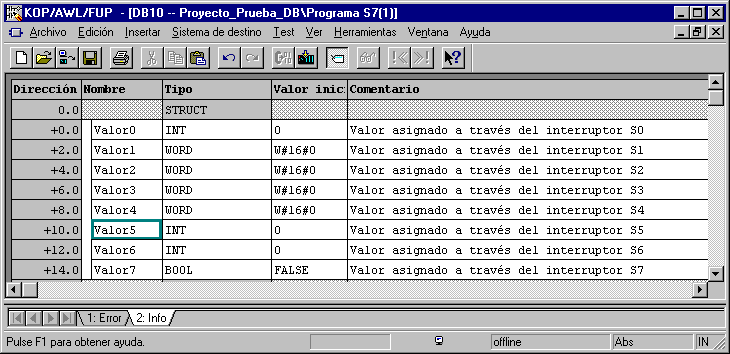 KOP/AWL/FUP - [DB10 -- Proyecto_Prueba_DB\Programa S7(1)]
Archivo Edición Insertar Sistema de destino Test Ver Herramientas Ventana Ayuda
Dirección Nombre Tipo Valor inic Comentario
0.0 STRUCT
+0.0 Valor0 INT 0 Valor asignado a través del interruptor S0
+2.0 Valor1 WORD W#16#0 Valor asignado a través del interruptor S1
+4.0 Valor2 WORD W#16#0 Valor asignado a través del interruptor S2
+6.0 Valor3 WORD W#16#0 Valor asignado a través del interruptor S3
+8.0 Valor4 WORD W#16#0 Valor asignado a través del interruptor S4
+10.0 Valor5 INT 0 Valor asignado a través del interruptor S5
+12.0 Valor6 INT 0 Valor asignado a través del interruptor S6
+14.0 Valor7 BOOL FALSE Valor asignado a través del interruptor S7
1: Error 2: Info
Pulse F1 para obtener ayuda. offline Abs IN